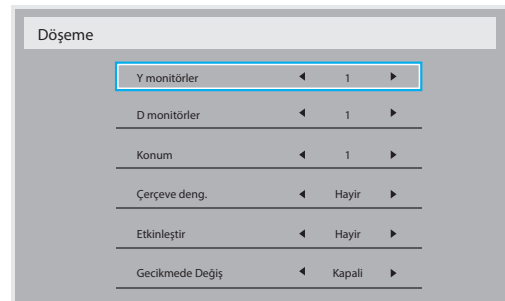 Döşeme
Y monitörler 1
D monitörler 1
Konum 1
Çerçeve deng. Hayir
Etkinleştir Hayir
Gecikmede Değiş Kapali